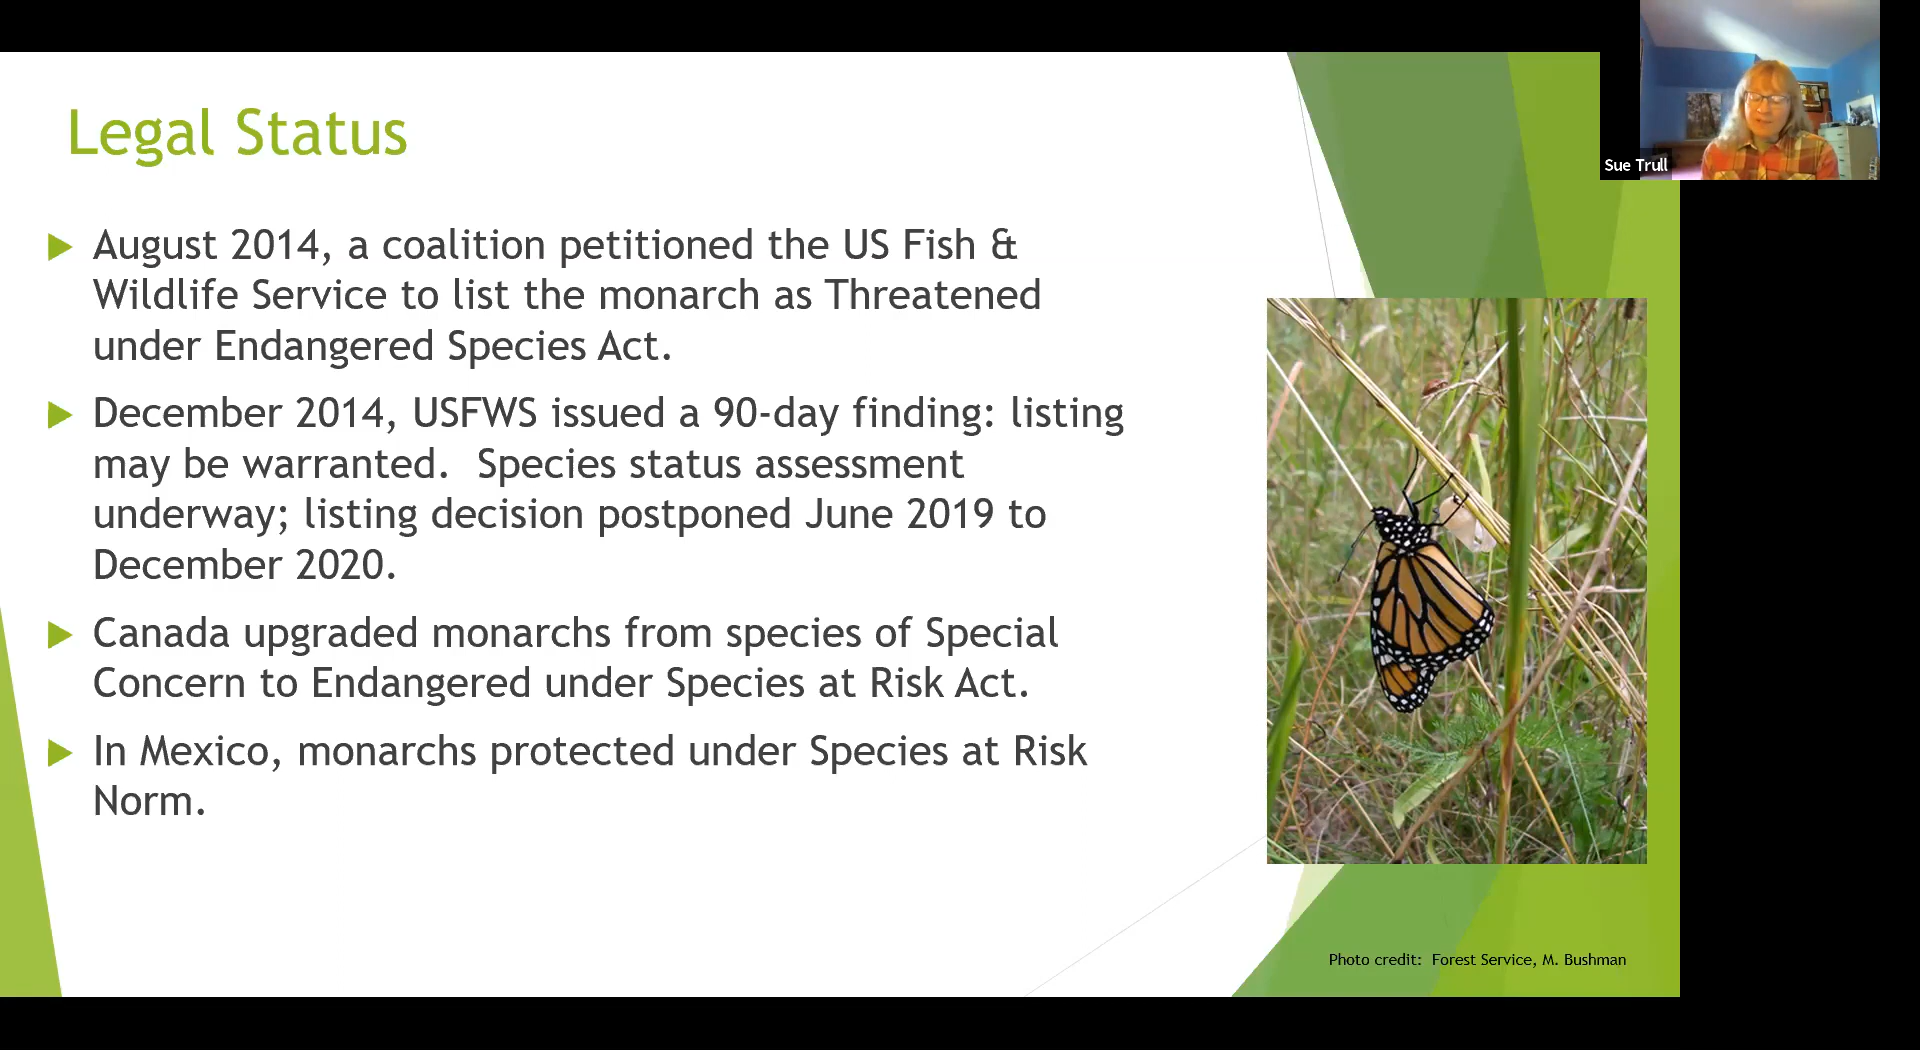 Legal Status
August 2014, a coalition petitioned the US Fish &
Wildlife Service to list the monarch as Threatened
under Endangered Species Act.
December 2014, USFWS issued a 90-day finding: listing
may be warranted.  Species status assessment
underway; listing decision postponed June 2019 to
December 2020.
Canada upgraded monarchs from species of Special
Concern to Endangered under Species at Risk Act.
In Mexico, monarchs protected under Species at Risk
Norm.
Photo credit:  Forest Service, M. Bushman
Sue Trull